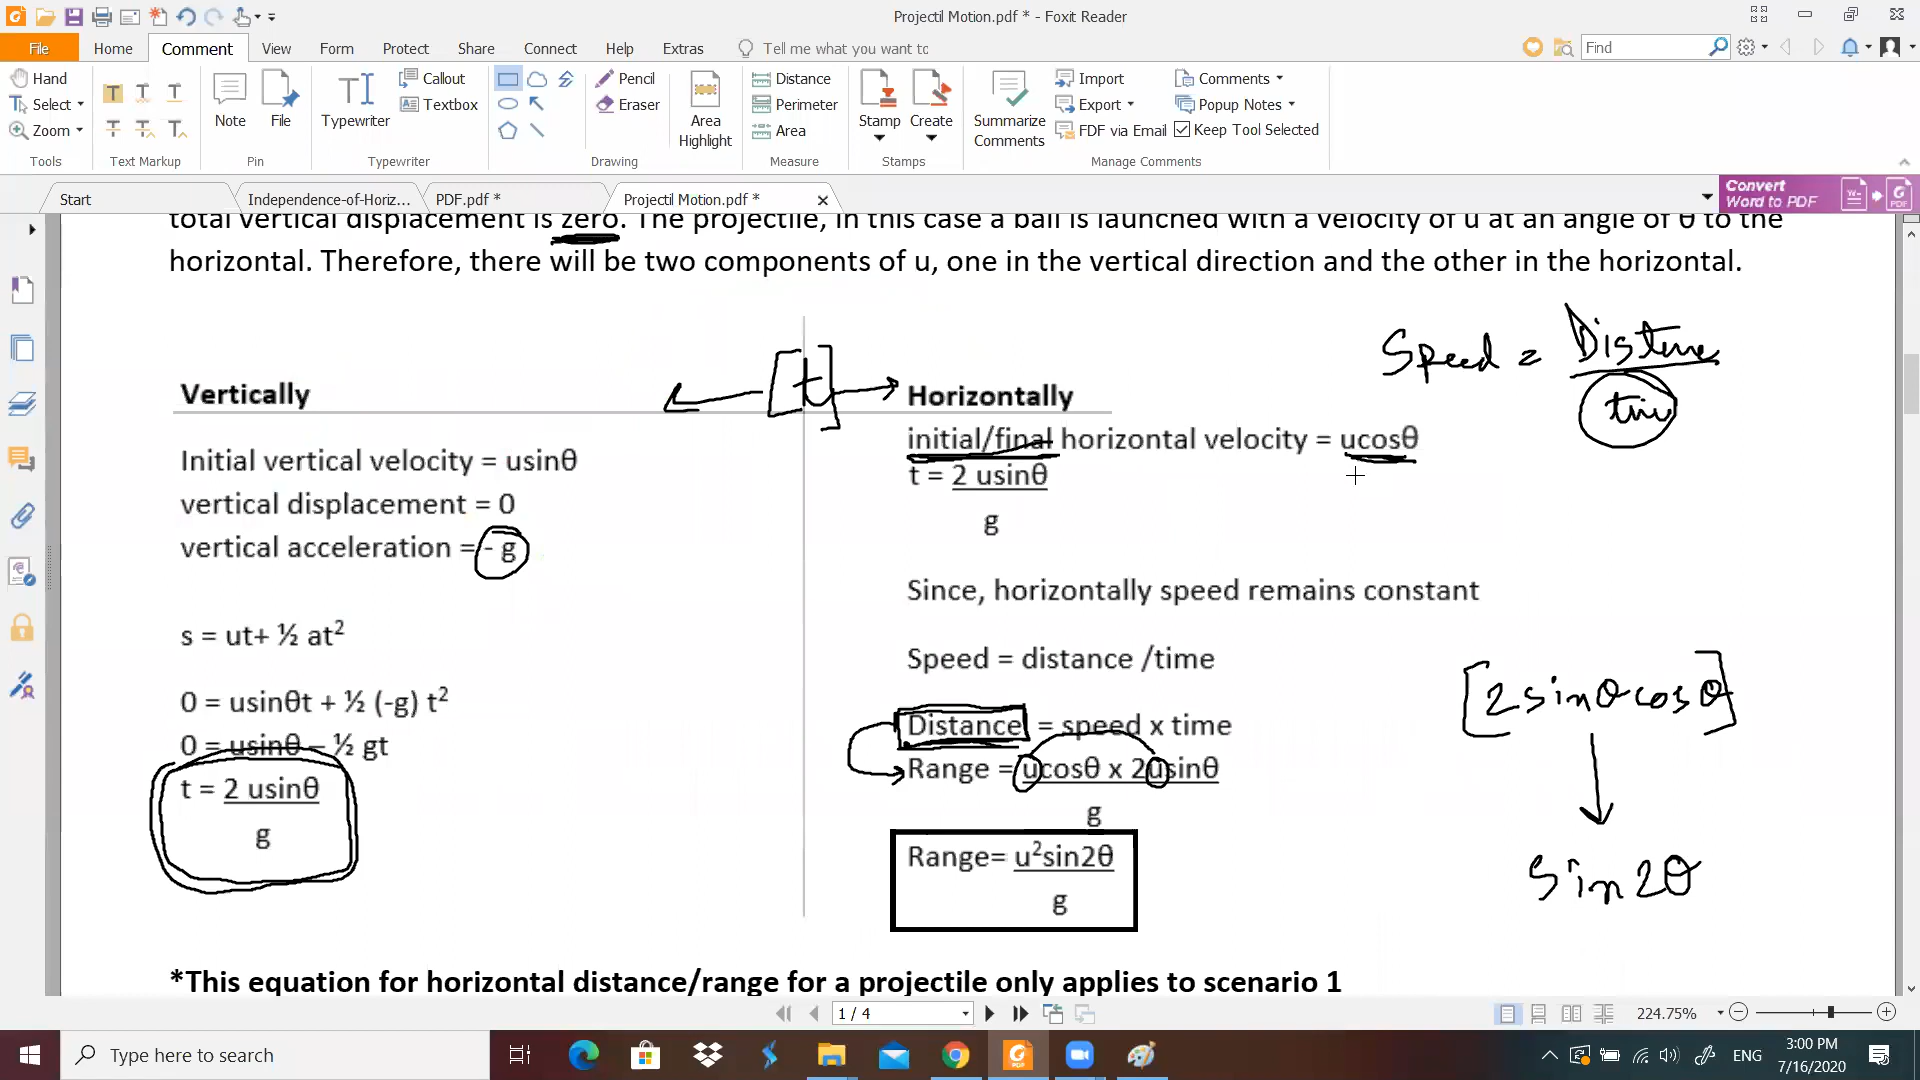 Projectil Motion.pdf * - Foxit Reader
File Home Comment View Form Protect Share Connect Help Extras Tell me what you want to Find
Hand
Select
Zoom
Tools
Text Markup
Note
File
Pin
Typewriter
Typewriter
Callout
Textbox
Pencil
Eraser
Drawing
Area
Highlight
Distance
Perimeter
Area
Measure
Stamp
Create
Stamps
Summarize
Comments
Import
Export
FDF via Email
Comments
Popup Notes
Keep Tool Selected
Manage Comments
Start Independence-of-Horiz... PDF.pdf * Projectil Motion.pdf *
Convert
Word to PDF
total vertical displacement is zero. The projectile, in this case a ball is launched with a velocity of u at an angle of θ to the
horizontal. Therefore, there will be two components of u, one in the vertical direction and the other in the horizontal.
[t]
Speed =
Vertically
Initial vertical velocity = usinθ
vertical displacement = 0
vertical acceleration = - g
s = ut+ ½ at²
0 = usinθt + ½ (-g) t²
0 = usinθ – ½ gt
t = 2 usinθ
g
Horizontally
initial/final horizontal velocity = ucosθ
t = 2 usinθ
g
Since, horizontally speed remains constant
Speed = distance /time
Distance = speed x time
Range = ucosθ x 2usinθ
g
Range= u²sin2θ
g
[2sinθcosθ]
Sin2θ
*This equation for horizontal distance/range for a projectile only applies to scenario 1
1 / 4
224.75%
Type here to search
ENG
3:00 PM
7/16/2020